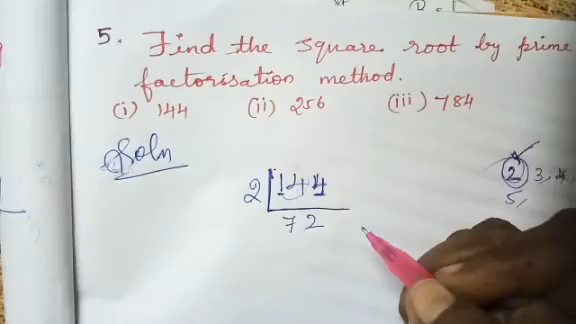 5. Find the square root by prime
factorisation method.
(i) 144 (ii) 256 (iii) 784
Soln
2 144 2 3, 4,
72 5,